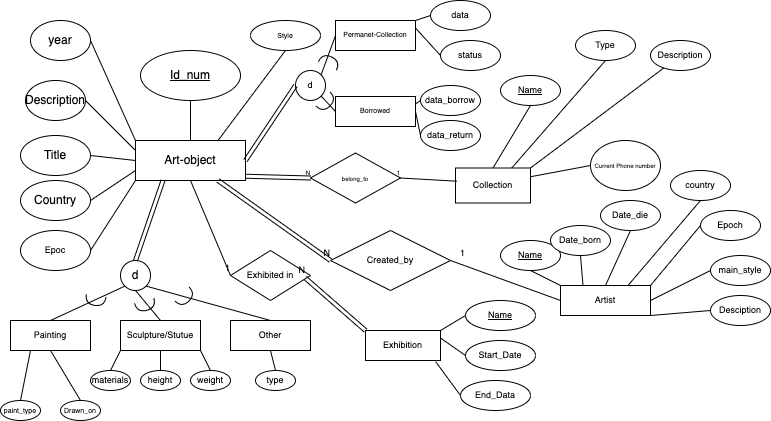 year
Style
Permanet-Collection
data
status
Id_num
d
Type
Description
Name
Description
Borrowed
data_borrow
data_return
Title
Art-object
N
belong_to
1
Collection
Current Phone number
Country
country
Epoc
Created_by
N
1
Name
Date_born
Date_die
Epoch
d
1
Exhibited in
N
main_style
Artist
Desciption
Painting
Sculpture/Stutue
Other
Exhibition
Name
Start_Date
End_Data
materials
height
weight
type
paint_type
Drawn_on